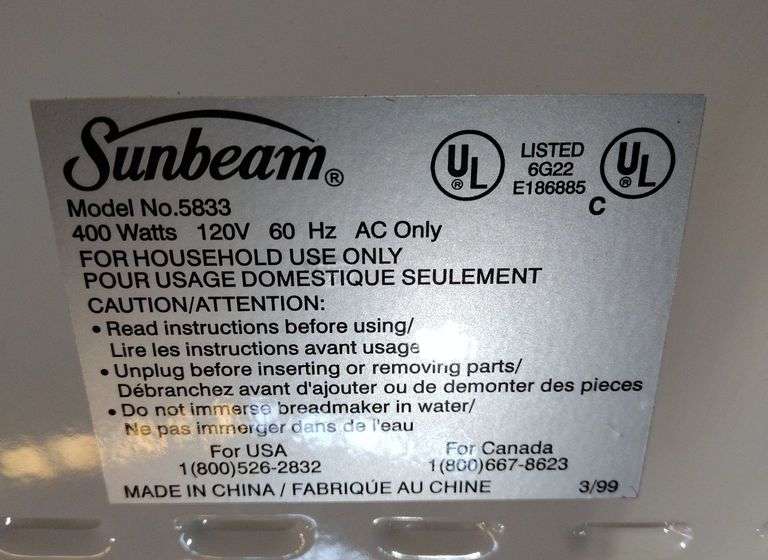 Sunbeam®
UL® LISTED 6G22 E186885 C UL®
Model No.5833
400 Watts 120V 60 Hz AC Only
FOR HOUSEHOLD USE ONLY
POUR USAGE DOMESTIQUE SEULEMENT
CAUTION/ATTENTION:
• Read instructions before using/
Lire les instructions avant usage
• Unplug before inserting or removing parts/
Débranchez avant d'ajouter ou de demonter des pieces
• Do not immerse breadmaker in water/
Ne pas immerger dans de l'eau
For USA For Canada
1(800)526-2832 1(800)667-8623
MADE IN CHINA / FABRIQÚE AU CHINE 3/99